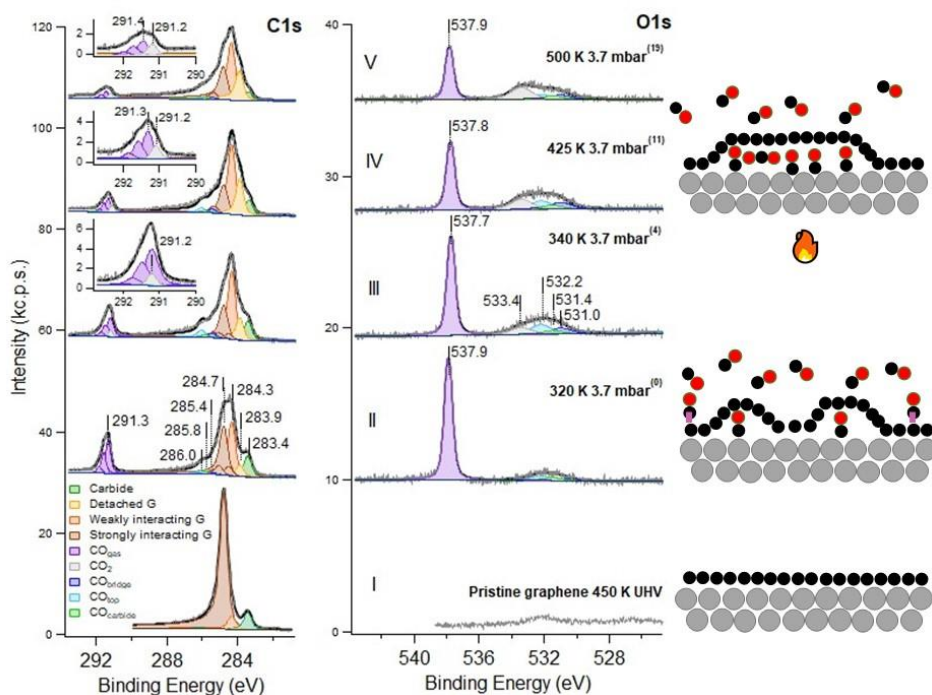 C1s
120
100
80
60
40
20
0
Intensity (kc.p.s.)
291.4
291.2
2
0
292 291 290
291.3
291.2
4
2
0
292 291 290
291.2
6
4
2
0
292 291 290
291.3
284.7
285.4
285.8
286.0
284.3
283.9
283.4
Carbide
Detached G
Weakly interacting G
Strongly interacting G
COgas
CO2
CObridge
COtop
COcarbide
292 288 284
Binding Energy (eV)
O1s
40
30
20
10
0
V
537.9
500 K 3.7 mbar(19)
IV
537.8
425 K 3.7 mbar(11)
III
537.7
340 K 3.7 mbar(4)
533.4
532.2
531.4
531.0
II
537.9
320 K 3.7 mbar(0)
I
Pristine graphene 450 K UHV
540 536 532 528
Binding Energy (eV)